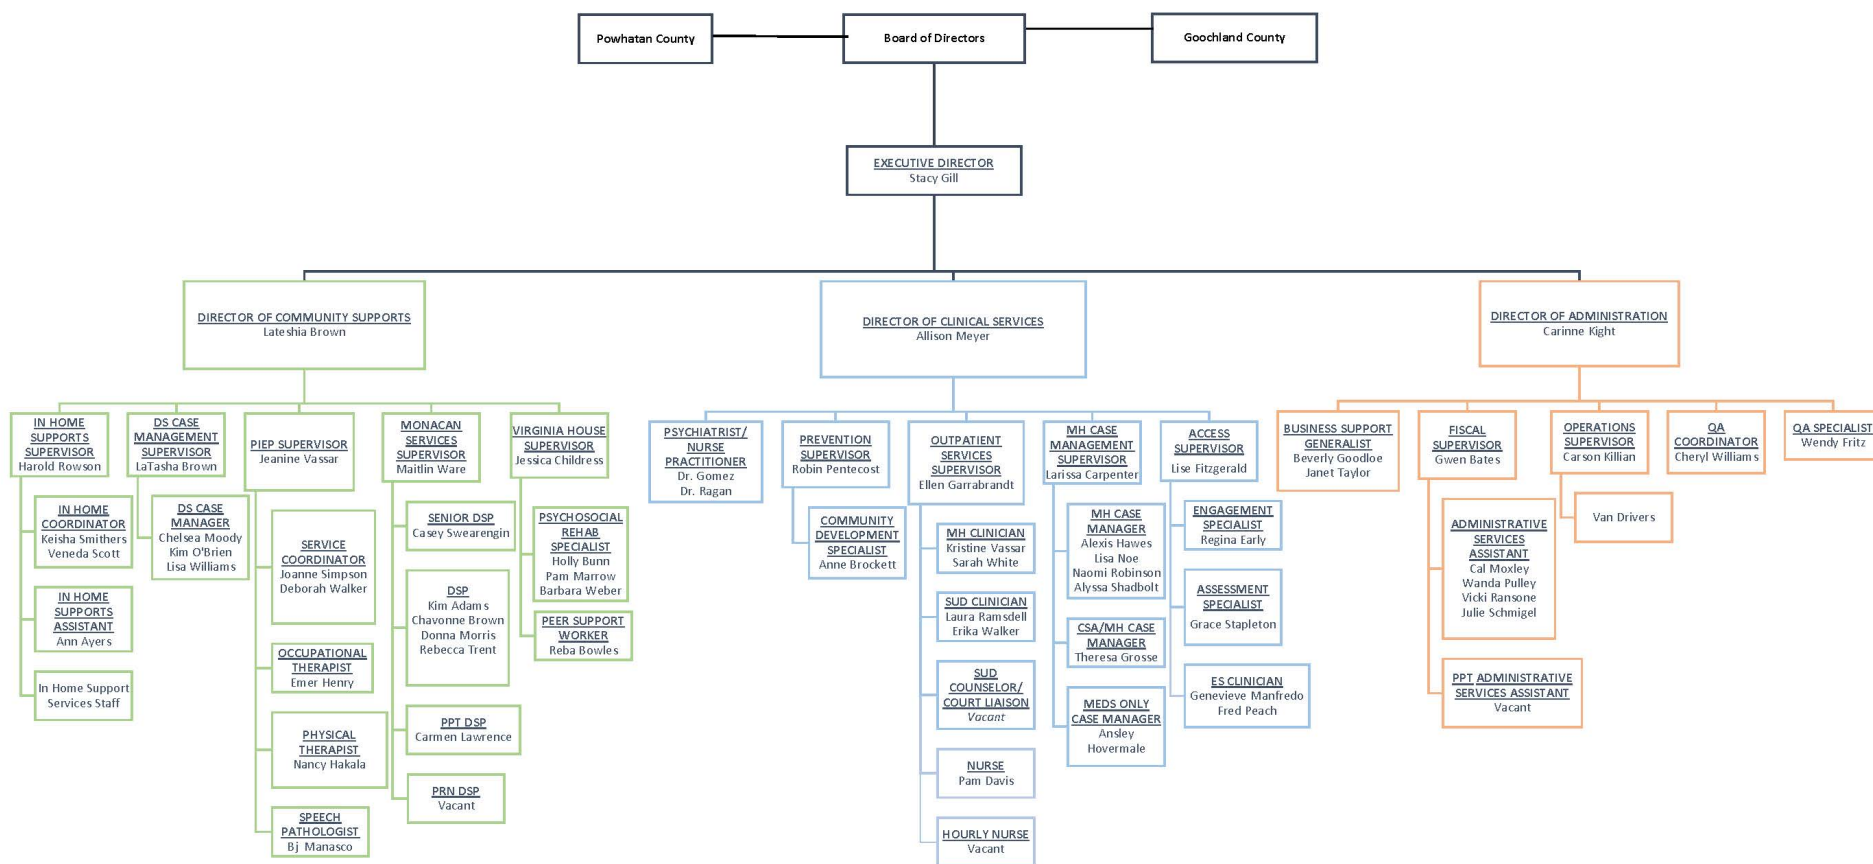 Powhatan County
Board of Directors
Goochland County
EXECUTIVE DIRECTOR
Stacy Gill
DIRECTOR OF COMMUNITY SUPPORTS
Lateshia Brown
DIRECTOR OF CLINICAL SERVICES
Allison Meyer
DIRECTOR OF ADMINISTRATION
Carinne Kight
IN HOME
SUPPORTS
SUPERVISOR
Harold Rowson
IN HOME
COORDINATOR
Keisha Smithers
Veneda Scott
IN HOME
SUPPORTS
ASSISTANT
Ann Ayers
In Home Support
Services Staff
DS CASE
MANAGEMENT
SUPERVISOR
LaTasha Brown
DS CASE
MANAGER
Chelsea Moody
Kim O'Brien
Lisa Williams
PIEP SUPERVISOR
Jeanine Vassar
SERVICE
COORDINATOR
Joanne Simpson
Deborah Walker
OCCUPATIONAL
THERAPIST
Emer Henry
PHYSICAL
THERAPIST
Nancy Hakala
SPEECH
PATHOLOGIST
Bj Manasco
MONACAN
SERVICES
SUPERVISOR
Maitlin Ware
SENIOR DSP
Casey Swearengin
DSP
Kim Adams
Chavonne Brown
Donna Morris
Rebecca Trent
PPT DSP
Carmen Lawrence
PRN DSP
Vacant
VIRGINIA HOUSE
SUPERVISOR
Jessica Childress
PSYCHOSOCIAL
REHAB
SPECIALIST
Holly Bunn
Pam Marrow
Barbara Weber
PEER SUPPORT
WORKER
Reba Bowles
PSYCHIATRIST/
NURSE
PRACTITIONER
Dr. Gomez
Dr. Ragan
PREVENTION
SUPERVISOR
Robin Pentecost
COMMUNITY
DEVELOPMENT
SPECIALIST
Anne Brockett
OUTPATIENT
SERVICES
SUPERVISOR
Ellen Garrabrandt
MH CLINICIAN
Kristine Vassar
Sarah White
SUD CLINICIAN
Laura Ramsdell
Erika Walker
SUD
COUNSELOR/
COURT LIAISON
Vacant
NURSE
Pam Davis
HOURLY NURSE
Vacant
MH CASE
MANAGEMENT
SUPERVISOR
Larissa Carpenter
MH CASE
MANAGER
Alexis Hawes
Lisa Noe
Naomi Robinson
Alyssa Shadbolt
CSA/MH CASE
MANAGER
Theresa Grosse
MEDS ONLY
CASE MANAGER
Ansley
Hovermale
ACCESS
SUPERVISOR
Lise Fitzgerald
ENGAGEMENT
SPECIALIST
Regina Early
ASSESSMENT
SPECIALIST
Grace Stapleton
ES CLINICIAN
Genevieve Manfredo
Fred Peach
BUSINESS SUPPORT
GENERALIST
Beverly Goodloe
Janet Taylor
FISCAL
SUPERVISOR
Gwen Bates
ADMINISTRATIVE
SERVICES
ASSISTANT
Cal Moxley
Wanda Pulley
Vicki Ransone
Julie Schmigel
PPT ADMINISTRATIVE
SERVICES ASSISTANT
Vacant
OPERATIONS
SUPERVISOR
Carson Killian
Van Drivers
QA
COORDINATOR
Cheryl Williams
QA SPECIALIST
Wendy Fritz